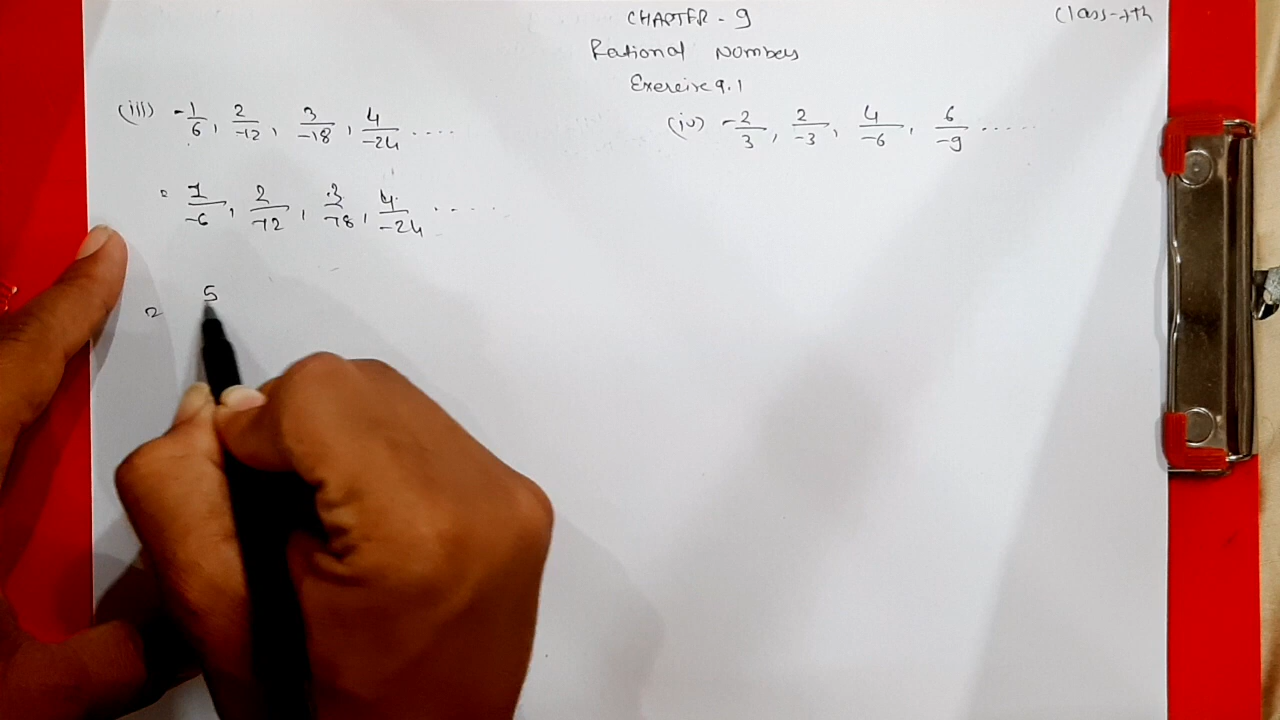 CHAPTER - 9
Class-7th
Rational Numbers
Exercise 9.1
(iii) -1/6, 2/-12, 3/-18, 4/-24 .....
(iv) -2/3, 2/-3, 4/-6, 6/-9 .....
= 1/-6, 2/-12, 3/-18, 4/-24 .....
= 5